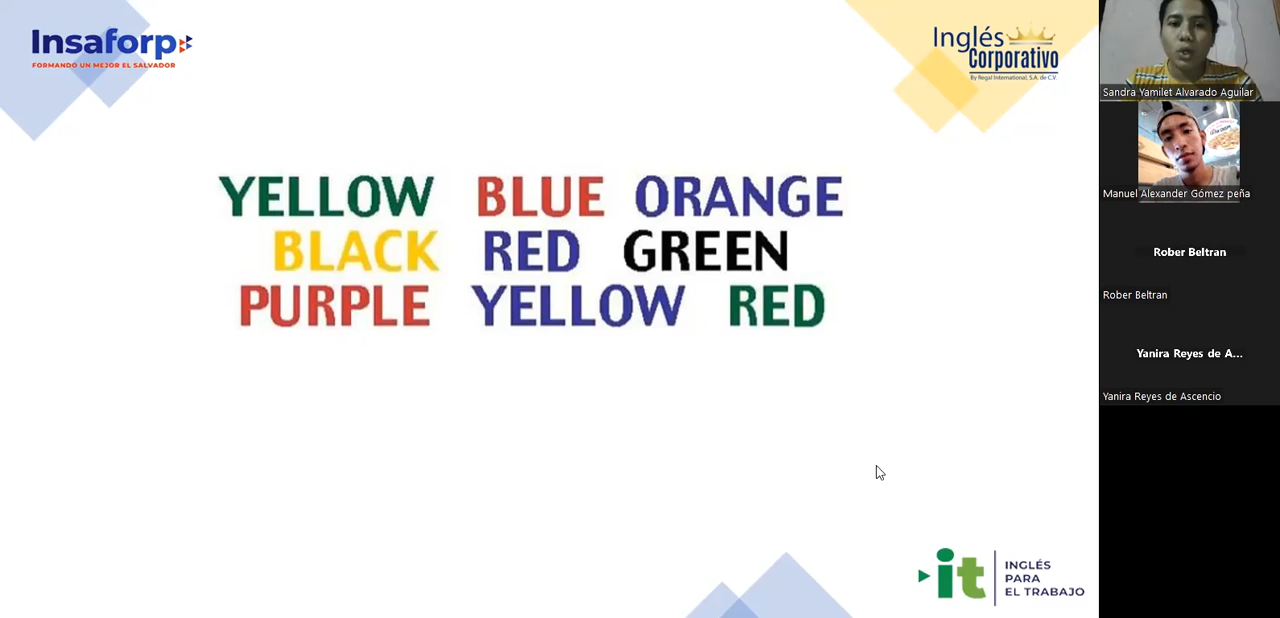 Insaforp
FORMANDO UN MEJOR EL SALVADOR
Inglés
Corporativo
By Regal International, S.A. de C.V.
YELLOW BLUE ORANGE
BLACK RED GREEN
PURPLE YELLOW RED
it
INGLÉS
PARA
EL TRABAJO
Sandra Yamilet Alvarado Aguilar
Manuel Alexander Gómez peña
Rober Beltran
Rober Beltran
Yanira Reyes de A...
Yanira Reyes de Ascencio